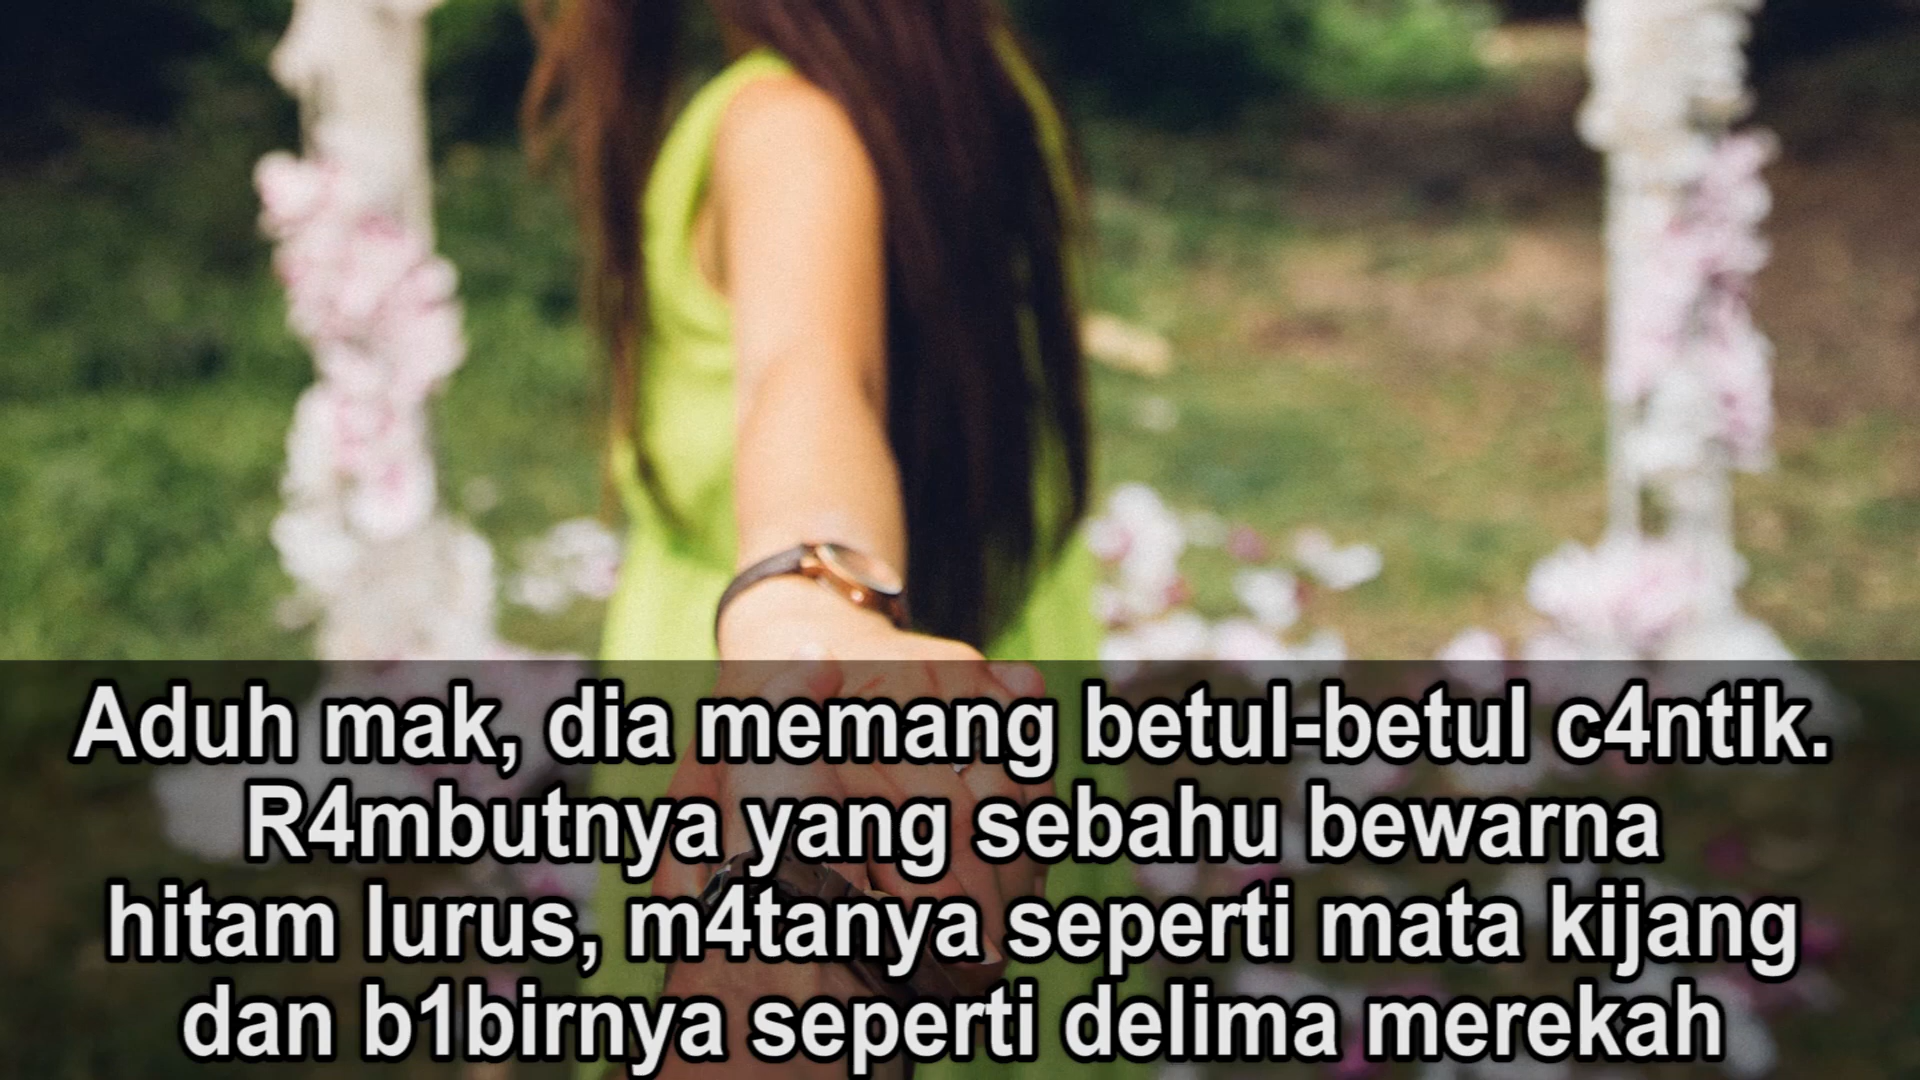 Aduh mak, dia memang betul-betul c4ntik.
R4mbutnya yang sebahu bewarna
hitam lurus, m4tanya seperti mata kijang
dan b1birnya seperti delima merekah